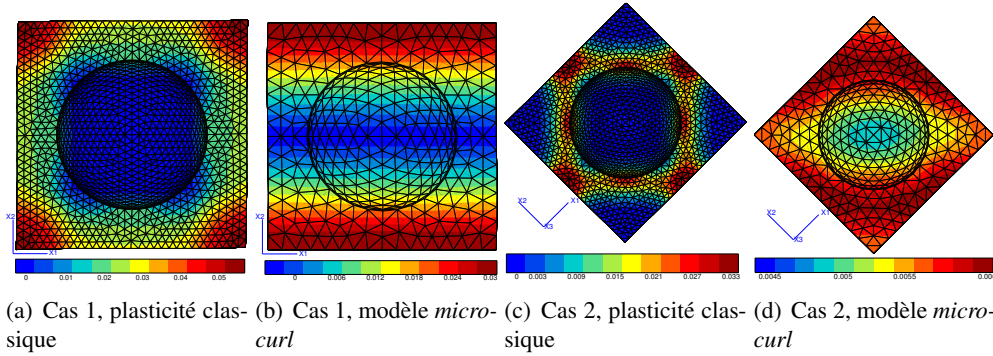 X2
X1
0 0.01 0.02 0.03 0.04 0.05
X2
X1
0 0.006 0.012 0.018 0.024 0.03
X2 X1
X3
0 0.003 0.009 0.015 0.021 0.027 0.033
X2 X1
X3
0.0045 0.005 0.0055 0.00
(a) Cas 1, plasticité clas-
sique
(b) Cas 1, modèle micro-
curl
(c) Cas 2, plasticité clas-
sique
(d) Cas 2, modèle micro-
curl